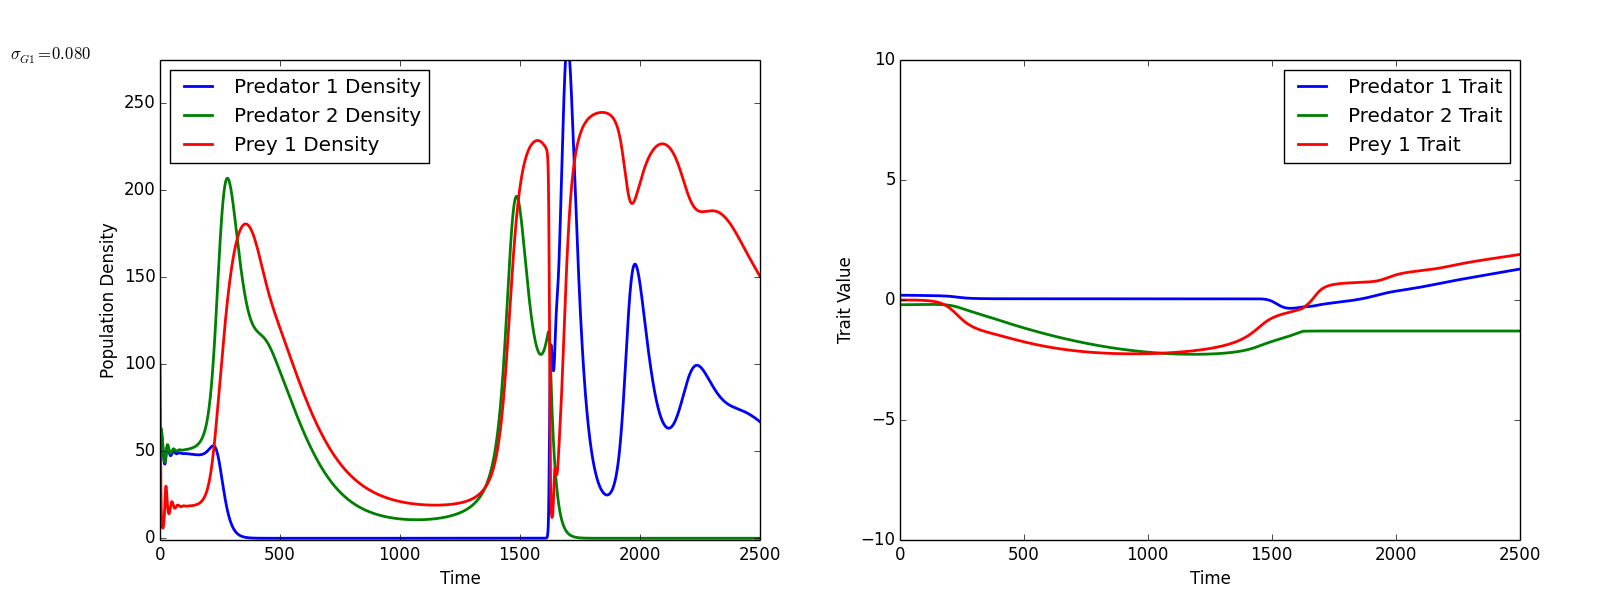 σG1=0.080
Predator 1 Density
Predator 2 Density
Prey 1 Density
Population Density
250
200
150
100
50
0
0 500 1000 1500 2000 2500
Time
Predator 1 Trait
Predator 2 Trait
Prey 1 Trait
Trait Value
10
5
0
−5
−10
0 500 1000 1500 2000 2500
Time